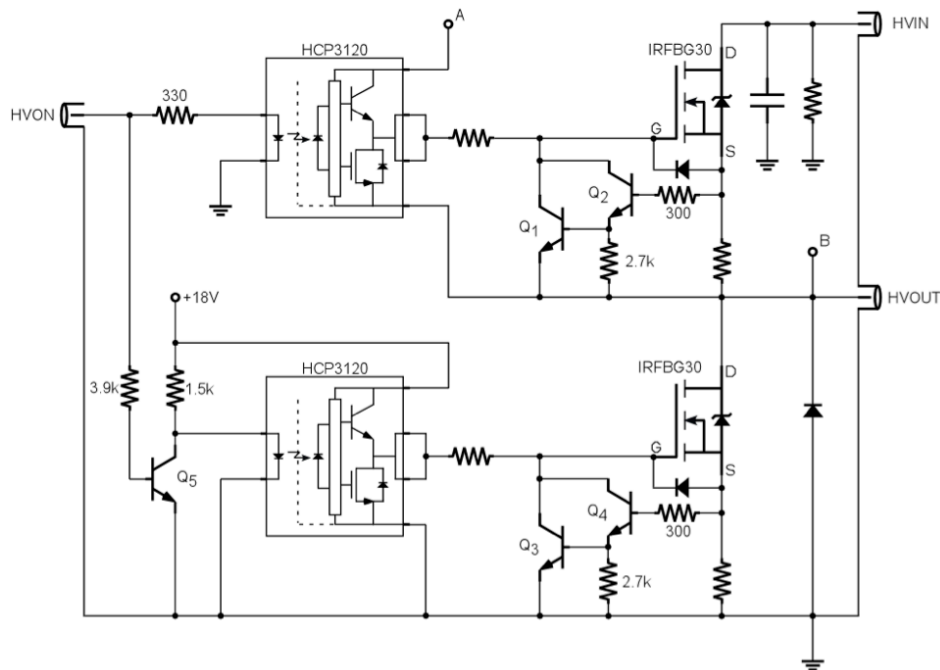 A
HVIN
HCP3120
IRFBG30
D
330
HVON
G
S
Q2
300
Q1
B
2.7k
+18V
HVOUT
HCP3120
IRFBG30
D
3.9k
1.5k
G
Q5
S
Q4
300
Q3
2.7k